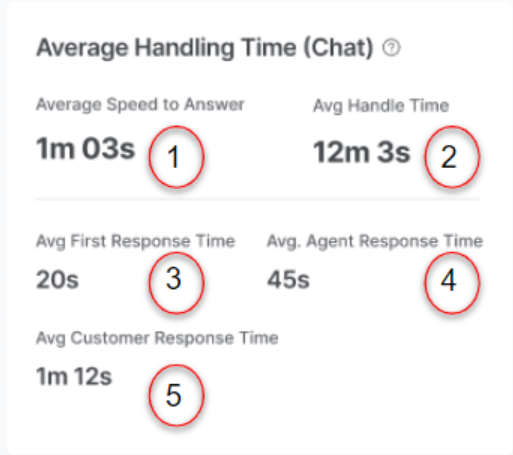 Average Handling Time (Chat) ?
Average Speed to Answer Avg Handle Time
1m 03s 1 12m 3s 2
Avg First Response Time Avg. Agent Response Time
20s 3 45s 4
Avg Customer Response Time
1m 12s 5